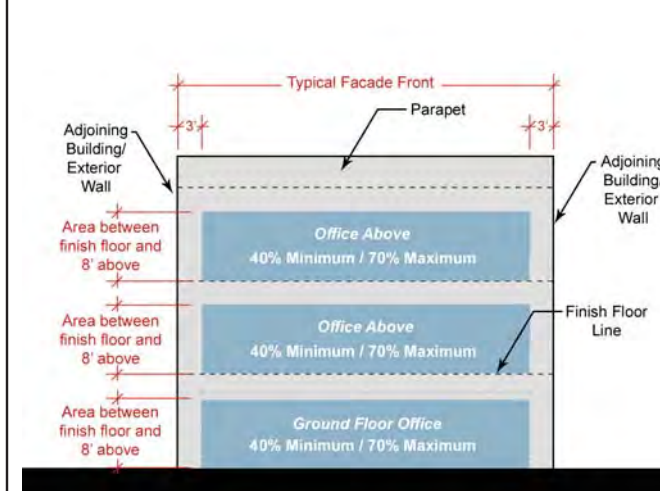 Typical Facade Front
3'
3'
Parapet
Adjoining
Building/
Exterior
Wall
Adjoining
Building/
Exterior
Wall
Area between
finish floor and
8' above
Office Above
40% Minimum / 70% Maximum
Area between
finish floor and
8' above
Office Above
40% Minimum / 70% Maximum
Finish Floor
Line
Area between
finish floor and
8' above
Ground Floor Office
40% Minimum / 70% Maximum